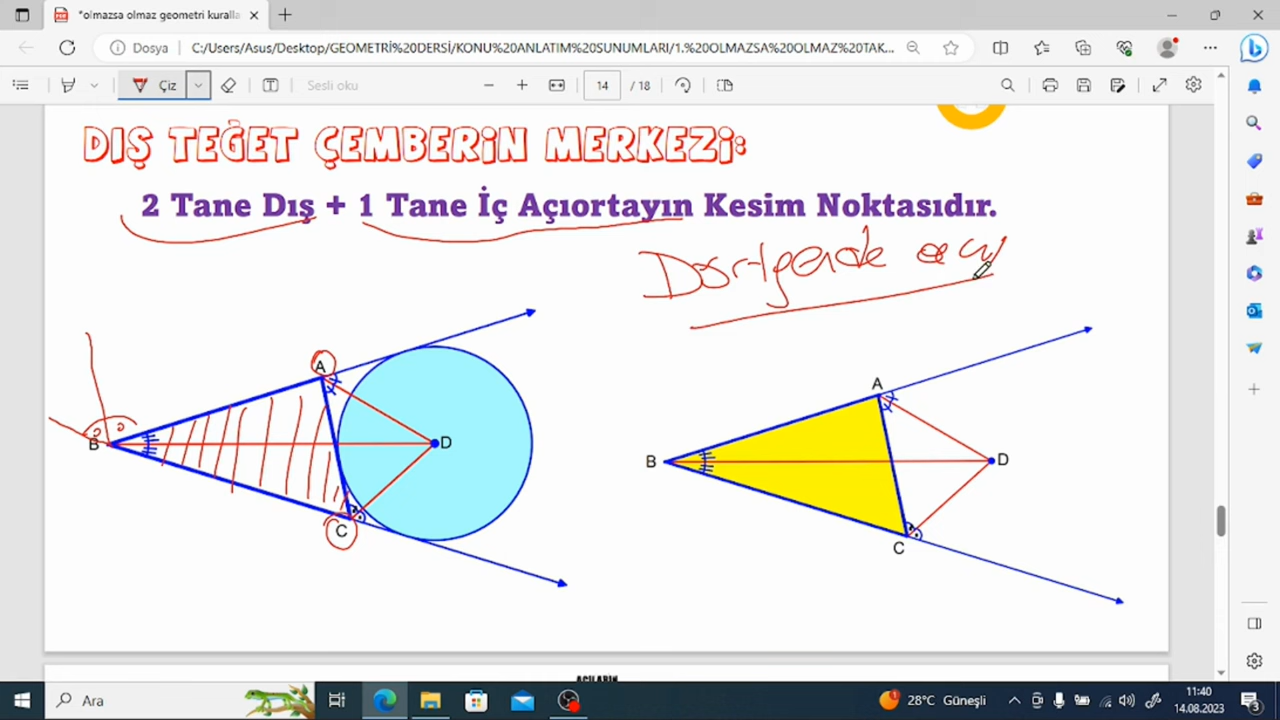 *olmazsa olmaz geometri kuralla
Dosya C:/Users/Asus/Desktop/GEOMETRİ%20DERSİ/KONU%20ANLATIM%20SUNUMLARI/1.%20OLMAZSA%20OLMAZ%20TAK...
Çiz Sesli oku 14 / 18
DIŞ TEĞET ÇEMBERİN MERKEZİ:
2 Tane Dış + 1 Tane İç Açıortayın Kesim Noktasıdır.
A
B
D
C
A
B
D
C
AÇILARIN
Ara
28°C Güneşli
11:40
14.08.2023
3